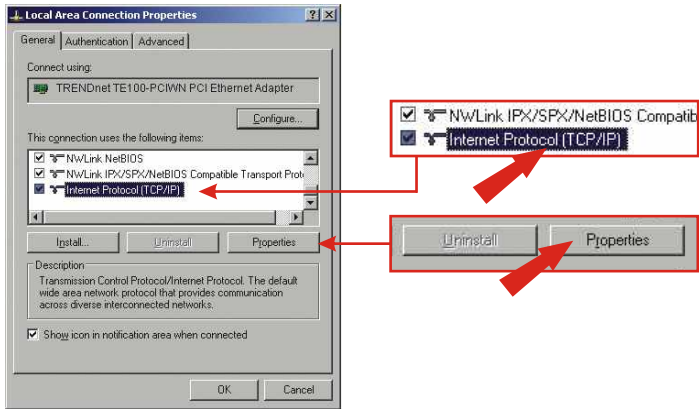 Local Area Connection Properties
General Authentication Advanced
Connect using:
TRENDnet TE100-PCIWN PCI Ethernet Adapter
Configure...
This connection uses the following items:
NWLink NetBIOS
NWLink IPX/SPX/NetBIOS Compatible Transport Proto
Internet Protocol (TCP/IP)
Install... Uninstall Properties
Description
Transmission Control Protocol/Internet Protocol. The default
wide area network protocol that provides communication
across diverse interconnected networks.
Show icon in notification area when connected
OK Cancel
NWLink IPX/SPX/NetBIOS Compatib
Internet Protocol (TCP/IP)
Uninstall Properties